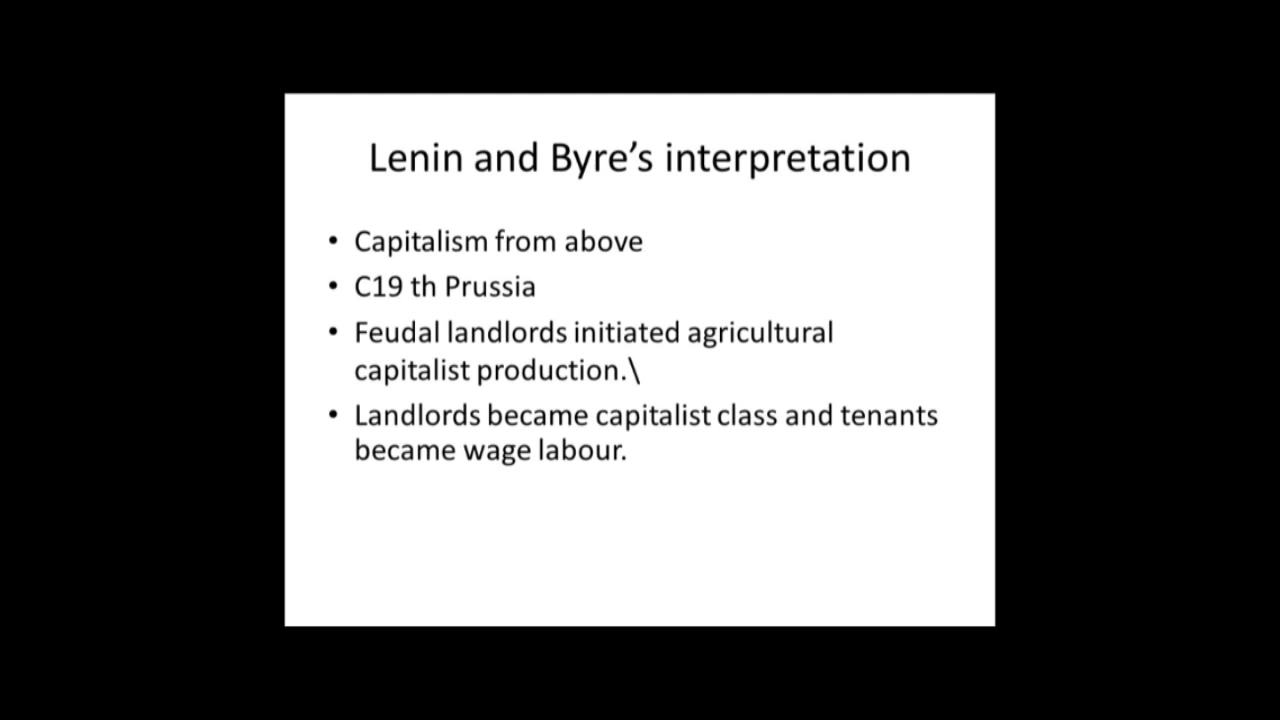 Lenin and Byre’s interpretation
• Capitalism from above
• C19 th Prussia
• Feudal landlords initiated agricultural
capitalist production.\
• Landlords became capitalist class and tenants
became wage labour.